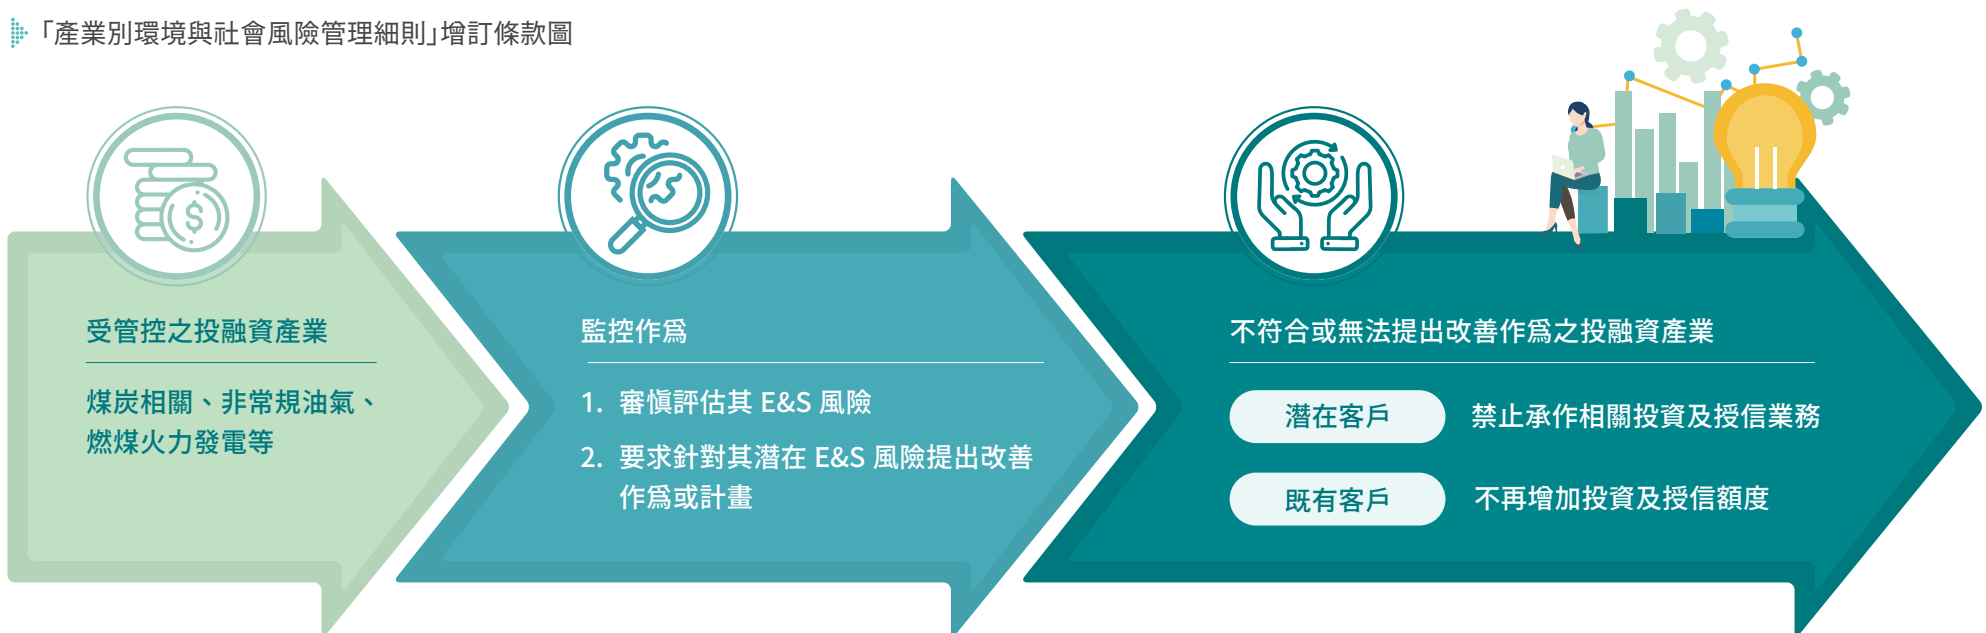 「產業別環境與社會風險管理細則」增訂條款圖
受管控之投融資產業
煤炭相關、非常規油氣、
燃煤火力發電等
監控作爲
1. 審慎評估其 E&S 風險
2. 要求針對其潛在 E&S 風險提出改善
作爲或計畫
不符合或無法提出改善作爲之投融資產業
潛在客戶 禁止承作相關投資及授信業務
既有客戶 不再增加投資及授信額度